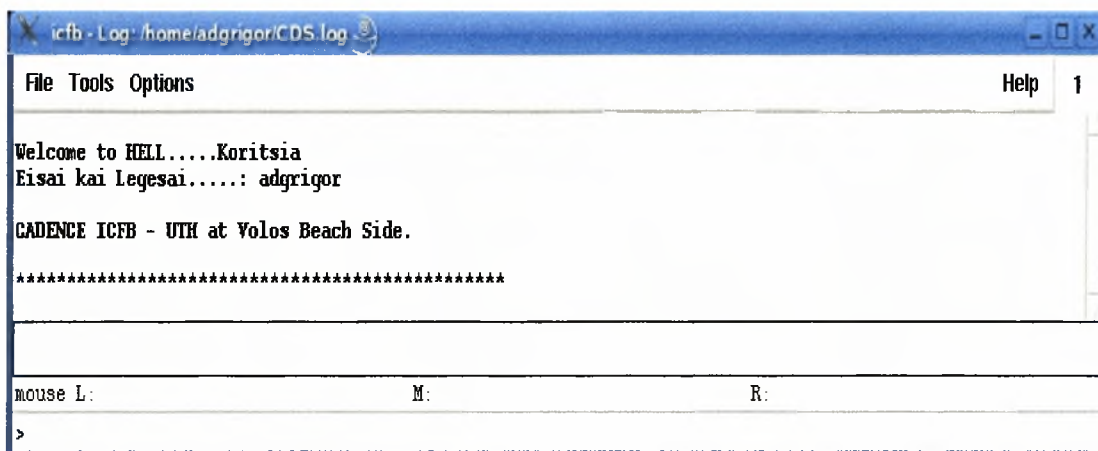 icfb - Log: /home/adgrigor/CDS.log
File Tools Options Help 1
Welcome to HELL.....Koritsia
Eisai kai Legesai.....: adgrigor
CADENCE ICFB - UTH at Volos Beach Side.
************************************************
mouse L: M: R:
>